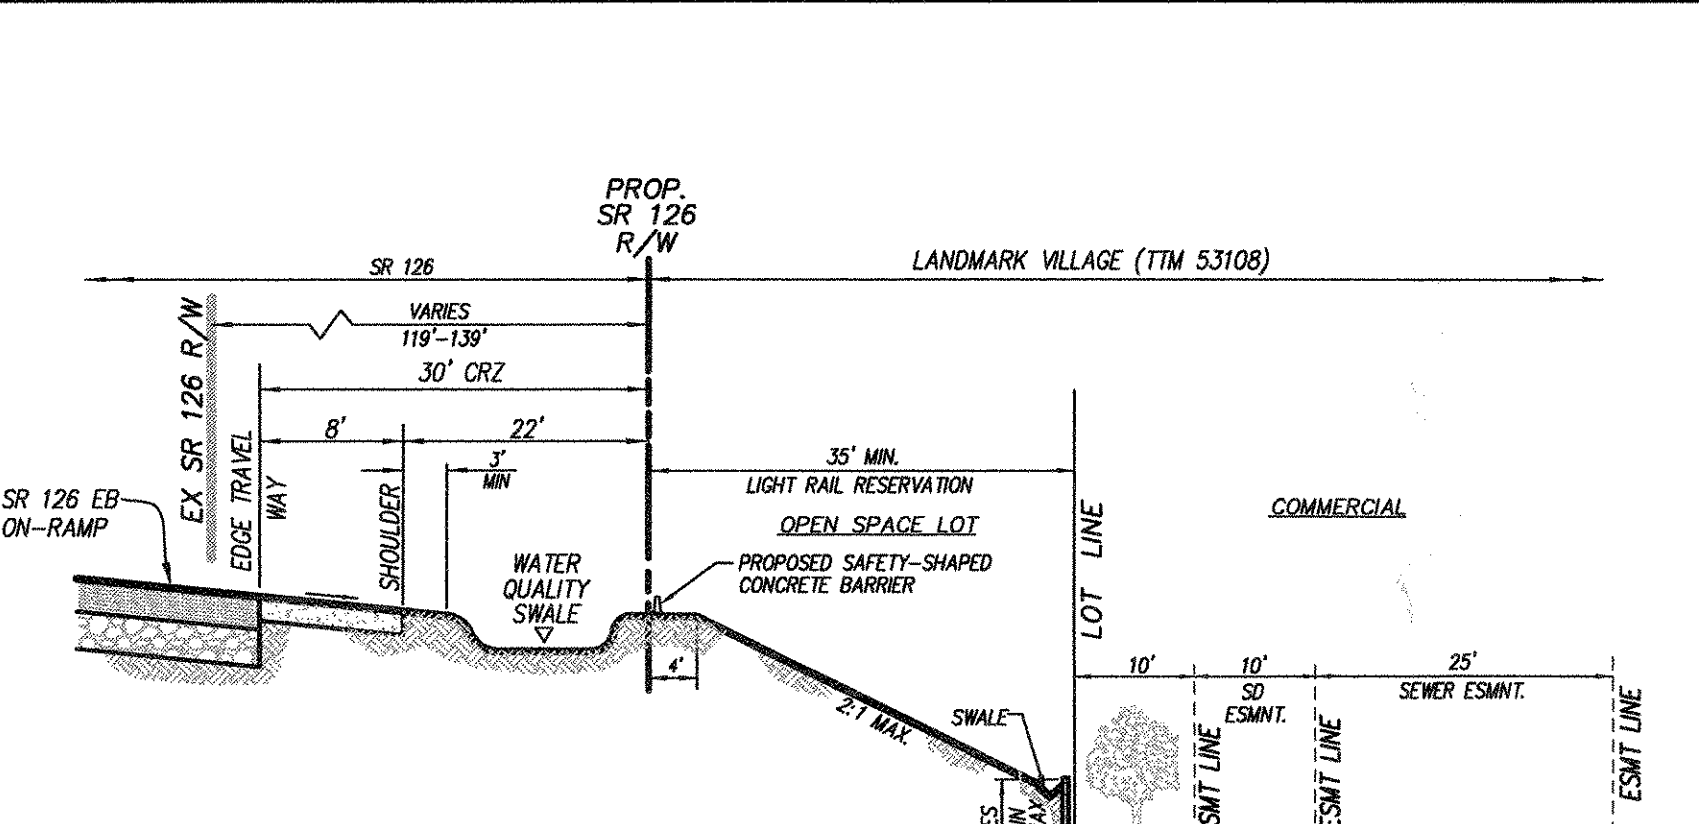 PROP.
SR 126
R/W
SR 126
LANDMARK VILLAGE (TTM 53108)
EX SR 126 R/W
VARIES
119'-139'
30' CRZ
8'
22'
3'
MIN
35' MIN.
LIGHT RAIL RESERVATION
OPEN SPACE LOT
COMMERCIAL
SR 126 EB
ON-RAMP
EDGE TRAVEL
WAY
SHOULDER
WATER
QUALITY
SWALE
PROPOSED SAFETY-SHAPED
CONCRETE BARRIER
LOT LINE
4'
2:1 MAX.
SWALE
10'
10'
SD
ESMNT.
25'
SEWER ESMNT.
SMT LINE
ESMT LINE
ESMT LINE